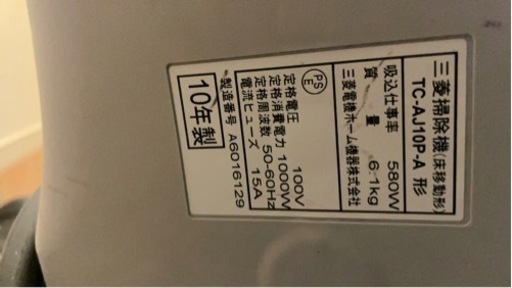 三菱掃除機(床移動形)
TC-AJ10P-A 形
吸込仕事率 580W
質量 6.1kg
三菱電機ホーム機器株式会社
PS
E
定格電圧 100V
定格消費電力 1000W
定格周波数 50-60Hz
電流ヒューズ 15A
製造番号 A6016129
10年製